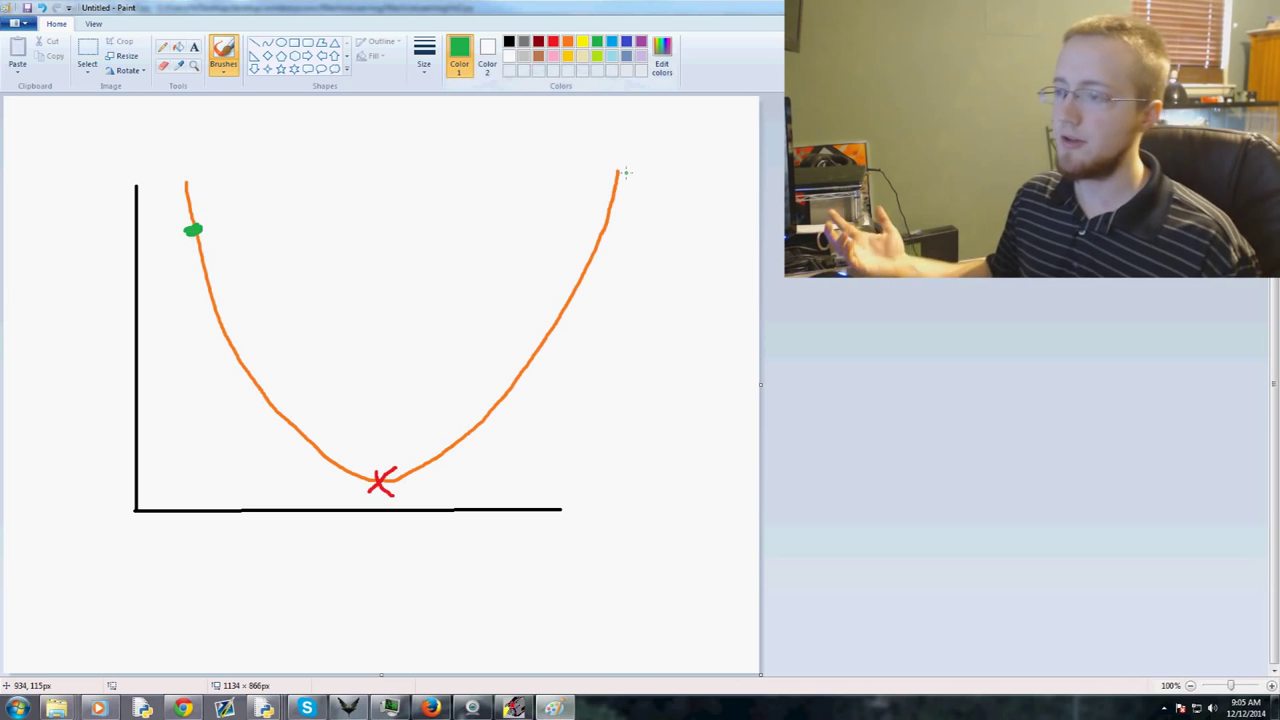 Untitled - Paint
Home View
Paste
Cut
Copy
Clipboard
Select
Crop
Resize
Rotate
Image
A
Tools
Brushes
Shapes
Outline
Fill
Size
Color 1
Color 2
Edit colors
Colors
934, 115px
1134 × 866px
100%
S
9:05 AM
12/12/2014